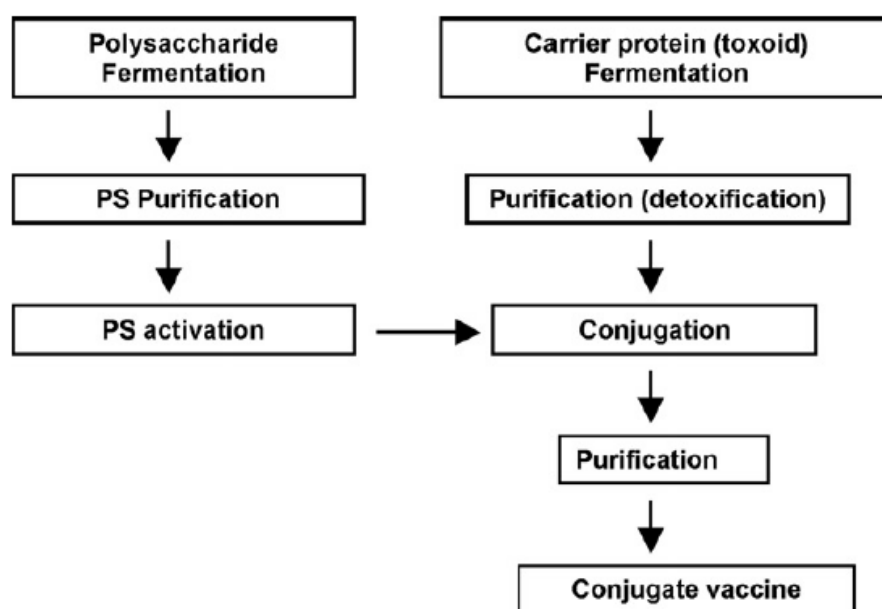 Polysaccharide
Fermentation
Carrier protein (toxoid)
Fermentation
PS Purification
Purification (detoxification)
PS activation
Conjugation
Purification
Conjugate vaccine